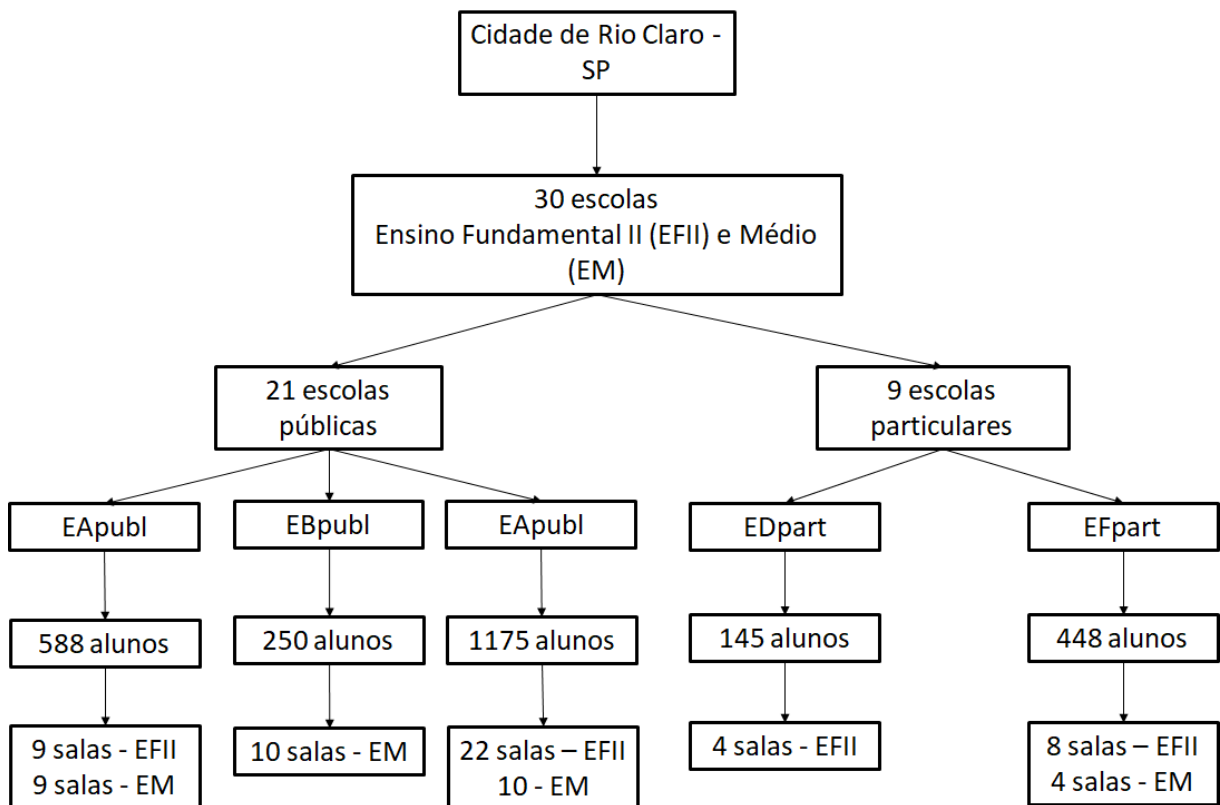 Cidade de Rio Claro -
SP
30 escolas
Ensino Fundamental II (EFII) e Médio
(EM)
21 escolas
públicas
9 escolas
particulares
EApubl
EBpubl
EApubl
EDpart
EFpart
588 alunos
250 alunos
1175 alunos
145 alunos
448 alunos
9 salas - EFII
9 salas - EM
10 salas - EM
22 salas – EFII
10 - EM
4 salas - EFII
8 salas – EFII
4 salas - EM